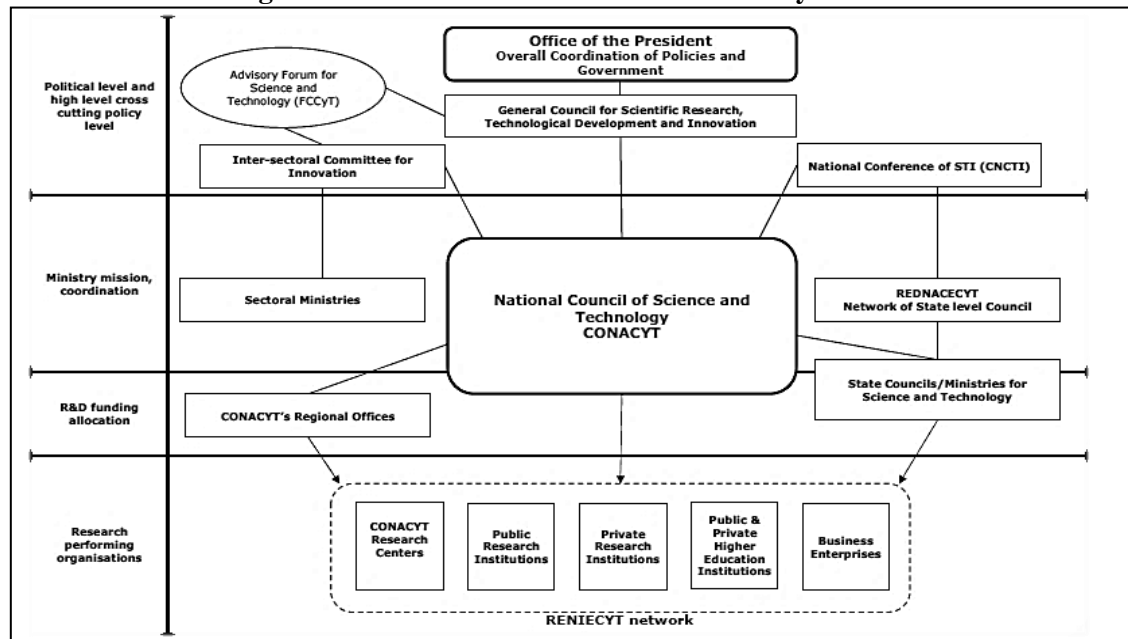 Political level and
high level cross
cutting policy
level
Advisory Forum for
Science and
Technology (FCCyT)
Office of the President
Overall Coordination of Policies and
Government
General Council for Scientific Research,
Technological Development and Innovation
Inter-sectoral Committee for
Innovation
National Conference of STI (CNCTI)
Ministry mission,
coordination
Sectoral Ministries
National Council of Science and
Technology
CONACYT
REDNACECYT
Network of State level Council
R&D funding
allocation
CONACYT's Regional Offices
State Councils/Ministries for
Science and Technology
Research
performing
organisations
CONACYT
Research
Centers
Public
Research
Institutions
Private
Research
Institutions
Public &
Private
Higher
Education
Institutions
Business
Enterprises
RENIECYT network